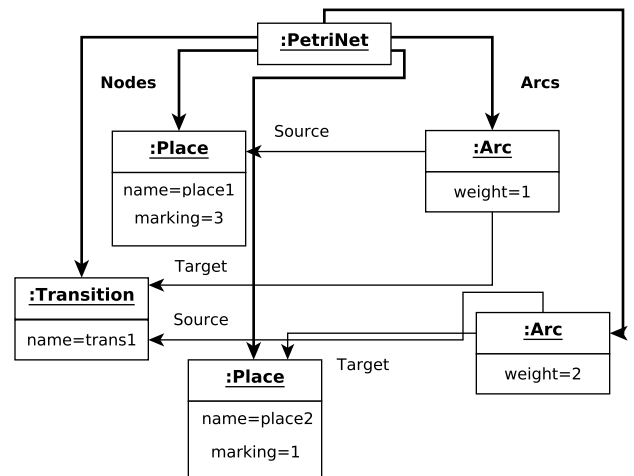 :PetriNet
Nodes
Arcs
:Place
name=place1
marking=3
Source
:Arc
weight=1
Target
:Transition
name=trans1
Source
:Arc
weight=2
Target
:Place
name=place2
marking=1